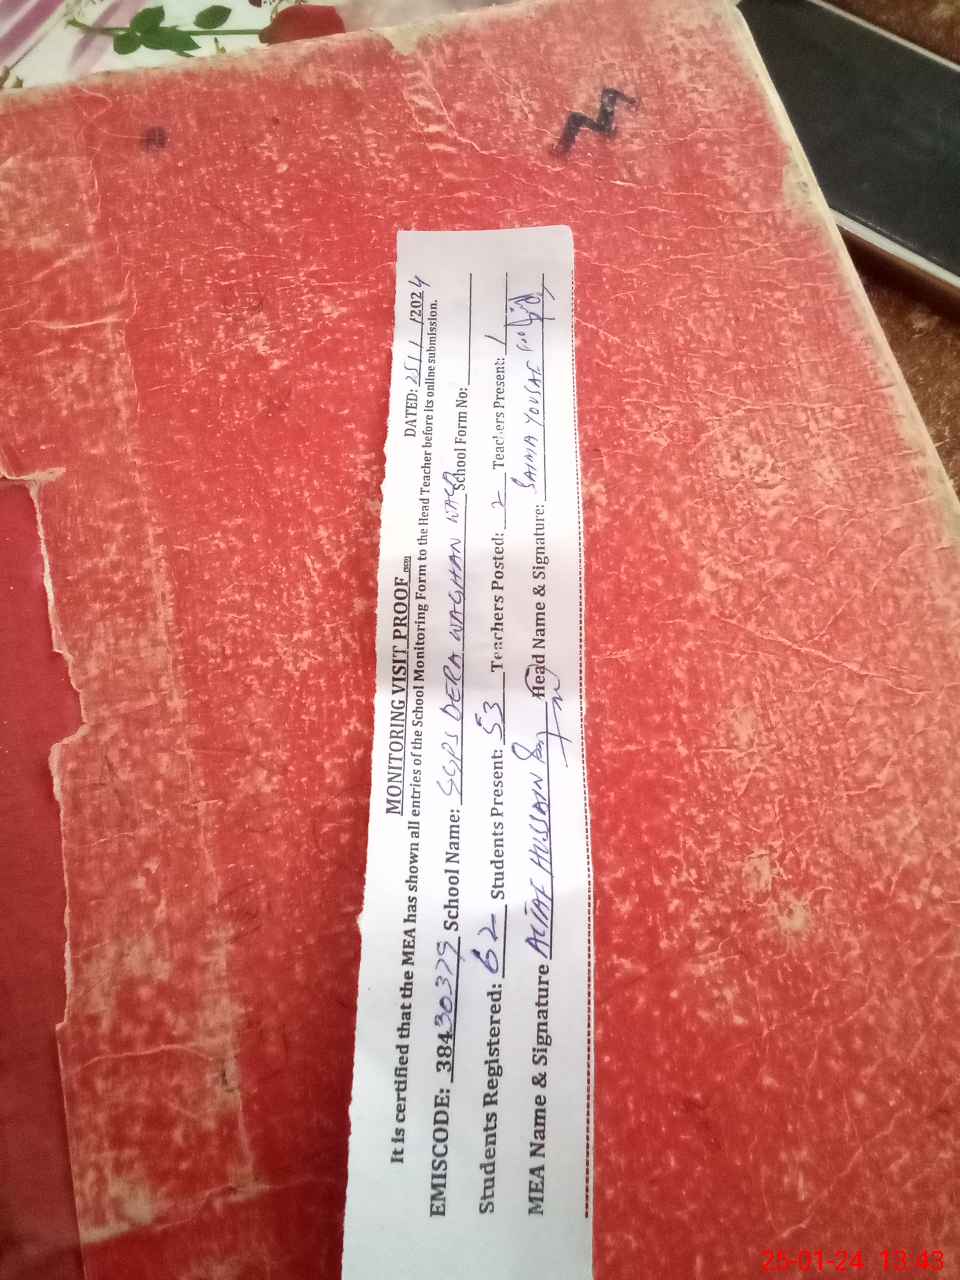 MONITORING VISIT PROOF
DATED: 25/1/2024
It is certified that the MEA has shown all entries of the School Monitoring Form to the Head Teacher before its online submission.
EMISCODE: 38430379 School Name: GGPS DERA WAGHAN School Form No:
Students Registered: 62 Students Present: 53 Teachers Posted: 2 Teachers Present: 1
MEA Name & Signature ALTAF HUSSAIN Head Name & Signature: SAIMA YOUSAF
25-01-24 13:43